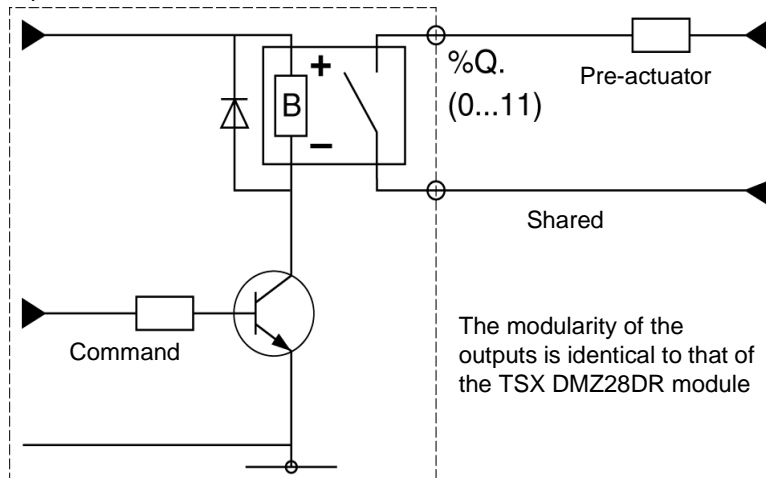 +
%Q.
Pre-actuator
B
(0...11)
–
Shared
Command
The modularity of the
outputs is identical to that of
the TSX DMZ28DR module